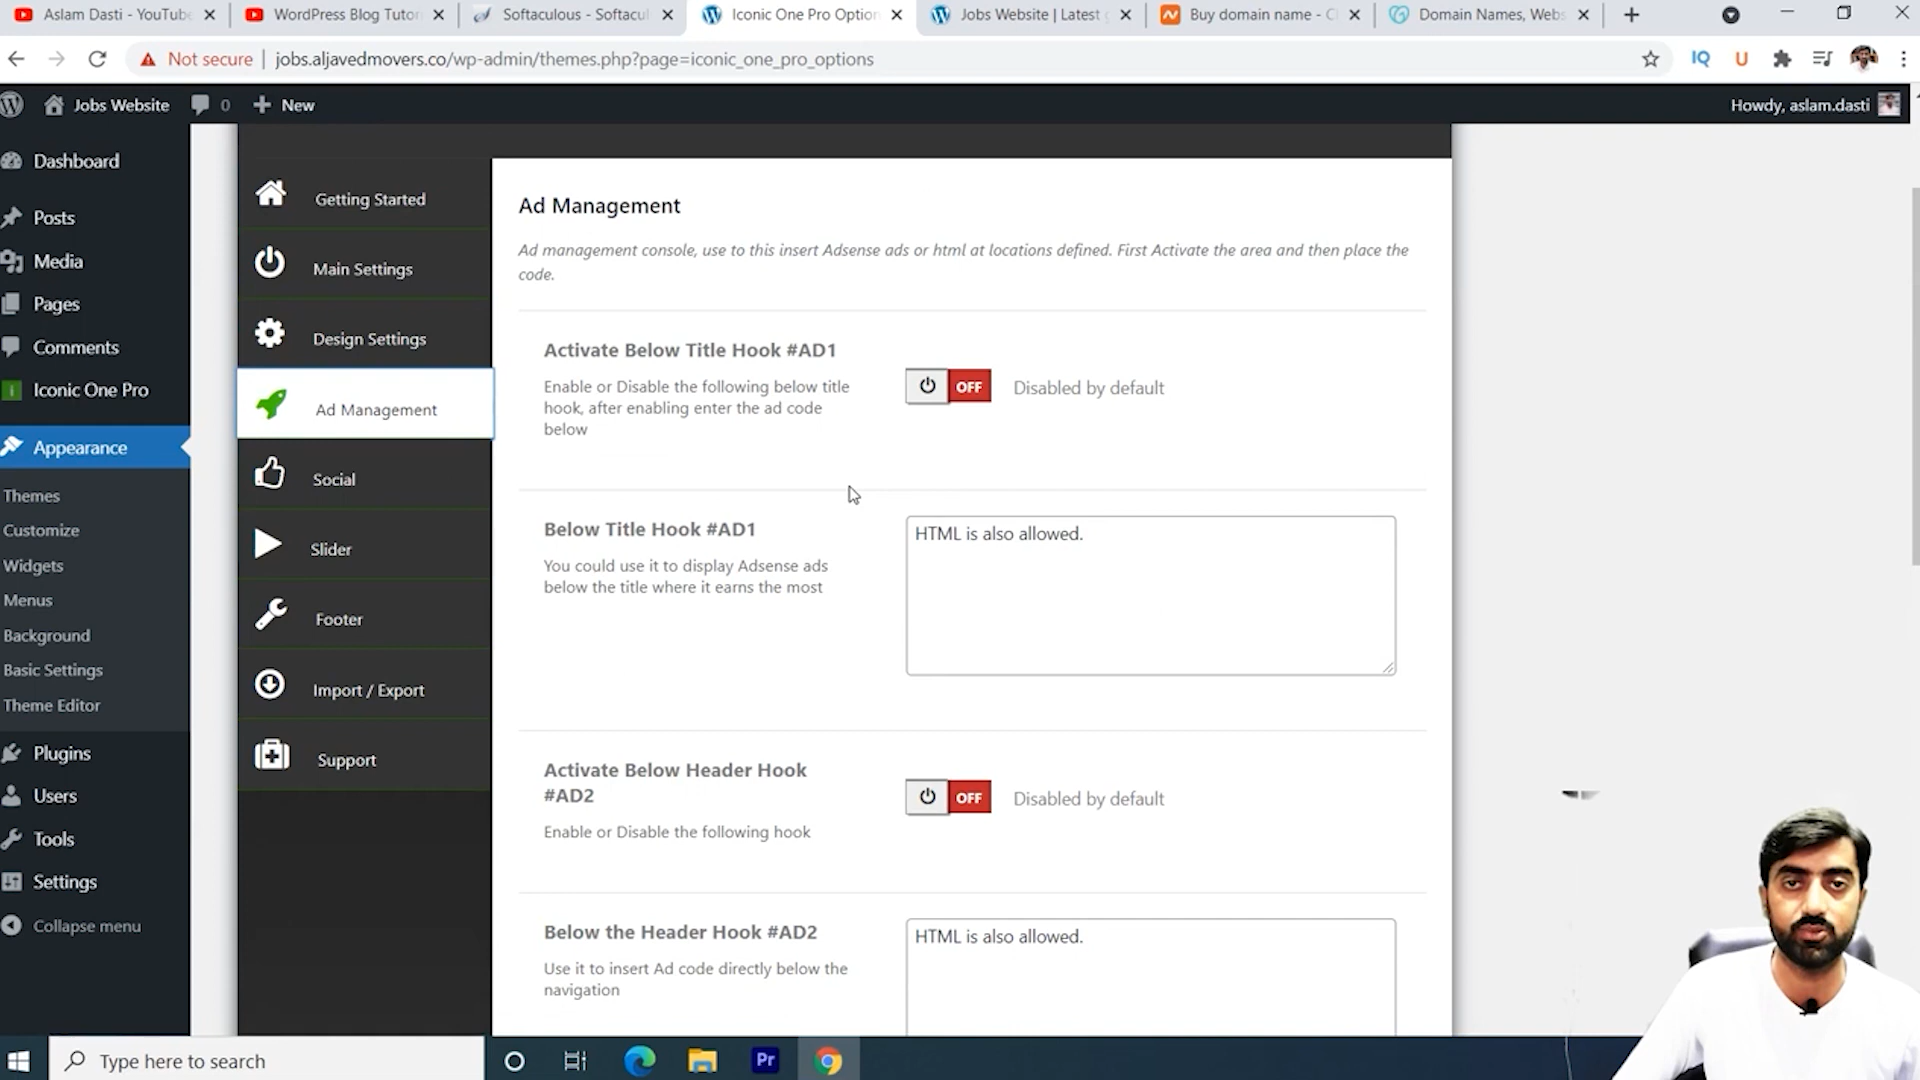 Aslam Dasti - YouTube
WordPress Blog Tutor
Softaculous - Softacul
Iconic One Pro Option
Jobs Website | Latest
Buy domain name - C
Domain Names, Webs
Not secure
jobs.aljavedmovers.co/wp-admin/themes.php?page=iconic_one_pro_options
IQ
U
Jobs Website
0
New
Howdy, aslam.dasti
Dashboard
Posts
Media
Pages
Comments
Iconic One Pro
Appearance
Themes
Customize
Widgets
Menus
Background
Basic Settings
Theme Editor
Plugins
Users
Tools
Settings
Collapse menu
Getting Started
Main Settings
Design Settings
Ad Management
Social
Slider
Footer
Import / Export
Support
Ad Management
Ad management console, use to this insert Adsense ads or html at locations defined. First Activate the area and then place the
code.
Activate Below Title Hook #AD1
Enable or Disable the following below title
hook, after enabling enter the ad code
below
OFF
Disabled by default
Below Title Hook #AD1
You could use it to display Adsense ads
below the title where it earns the most
HTML is also allowed.
Activate Below Header Hook
#AD2
Enable or Disable the following hook
OFF
Disabled by default
Below the Header Hook #AD2
Use it to insert Ad code directly below the
navigation
HTML is also allowed.
Type here to search
Pr